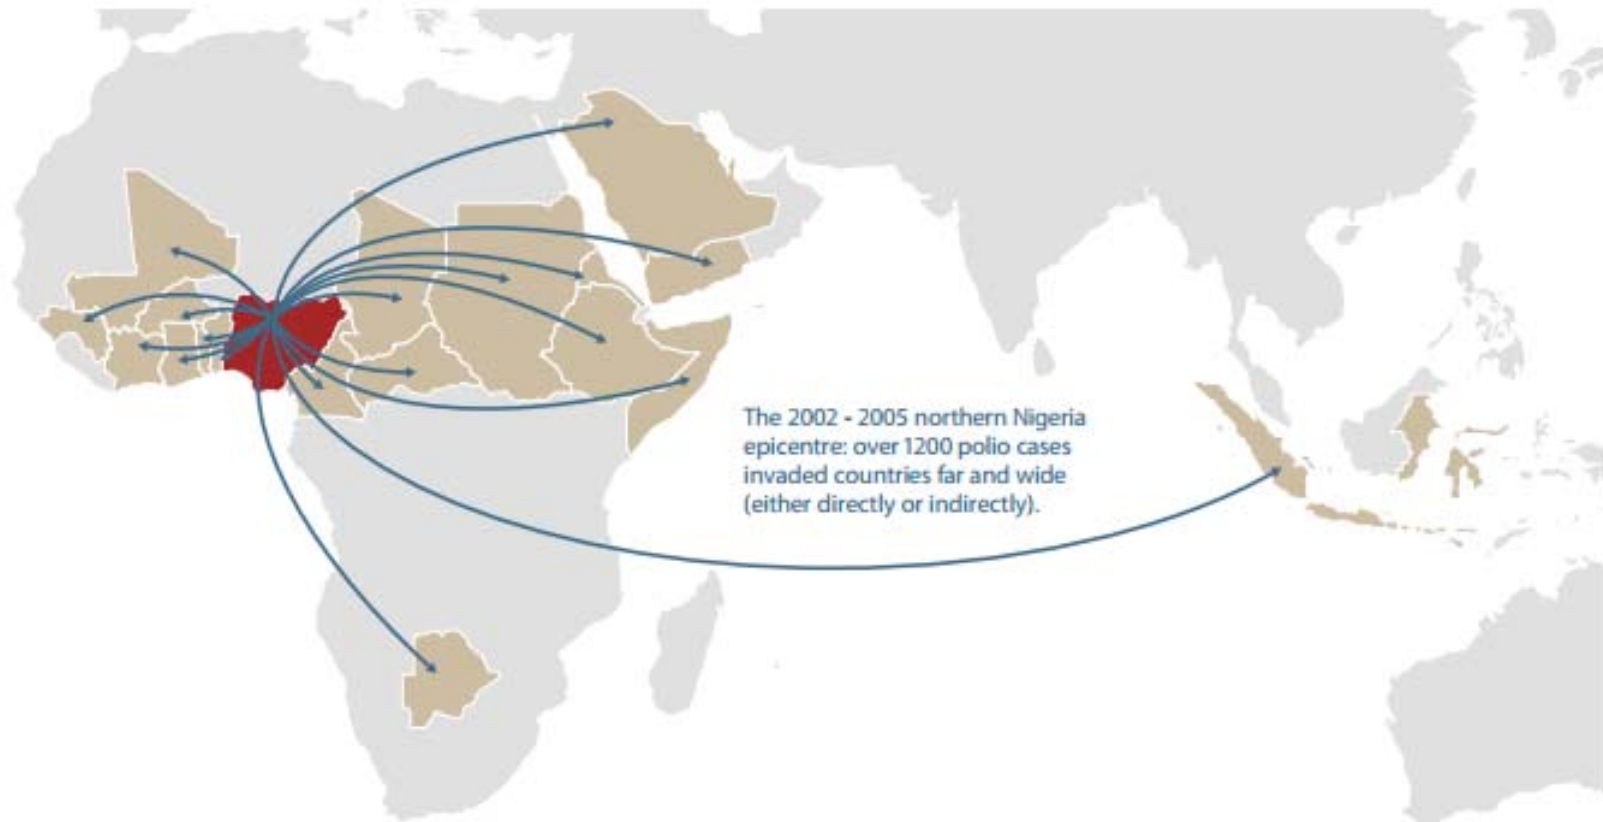 The 2002 - 2005 northern Nigeria
epicentre: over 1200 polio cases
invaded countries far and wide
(either directly or indirectly).